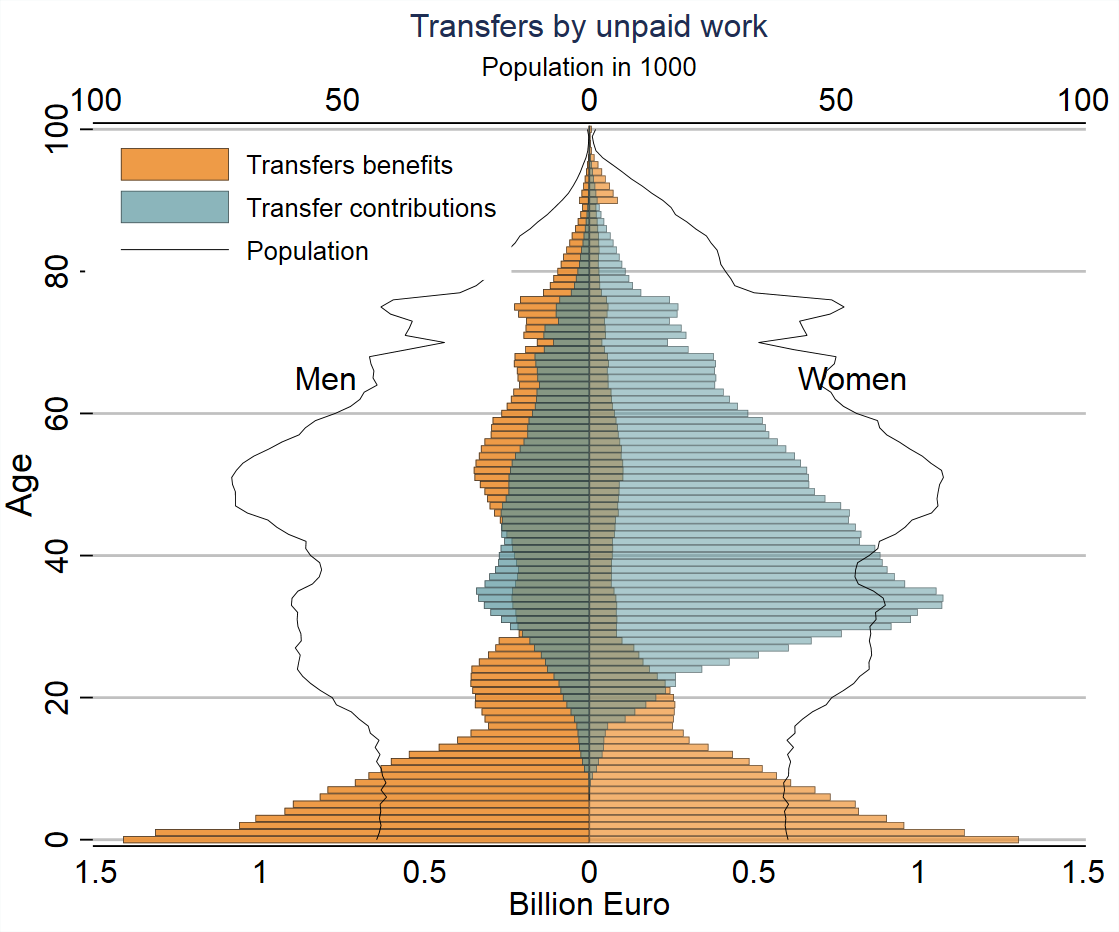 Transfers by unpaid work
Population in 1000
100 50 0 50 100
Transfers benefits
Transfer contributions
Population
Men
Women
Age
100
80
60
40
20
0
1.5 1 0.5 0 0.5 1 1.5
Billion Euro